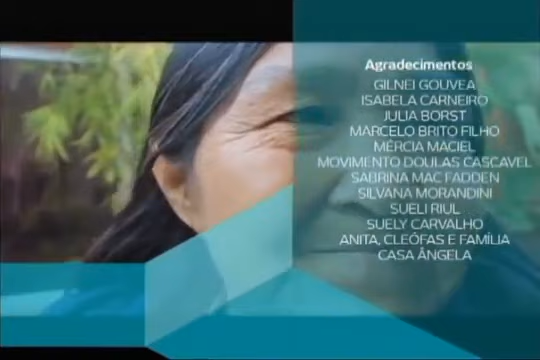 Agradecimentos
GILNEI GOUVEA
ISABELA CARNEIRO
JULIA BORST
MARCELO BRITO FILHO
MÉRCIA MACIEL
MOVIMENTO DOULAS CASCAVEL
SABRINA MAC FADDEN
SILVANA MORANDINI
SUELI RIUL
SUELY CARVALHO
ANITA, CLEÓFAS E FAMÍLIA
CASA ÂNGELA